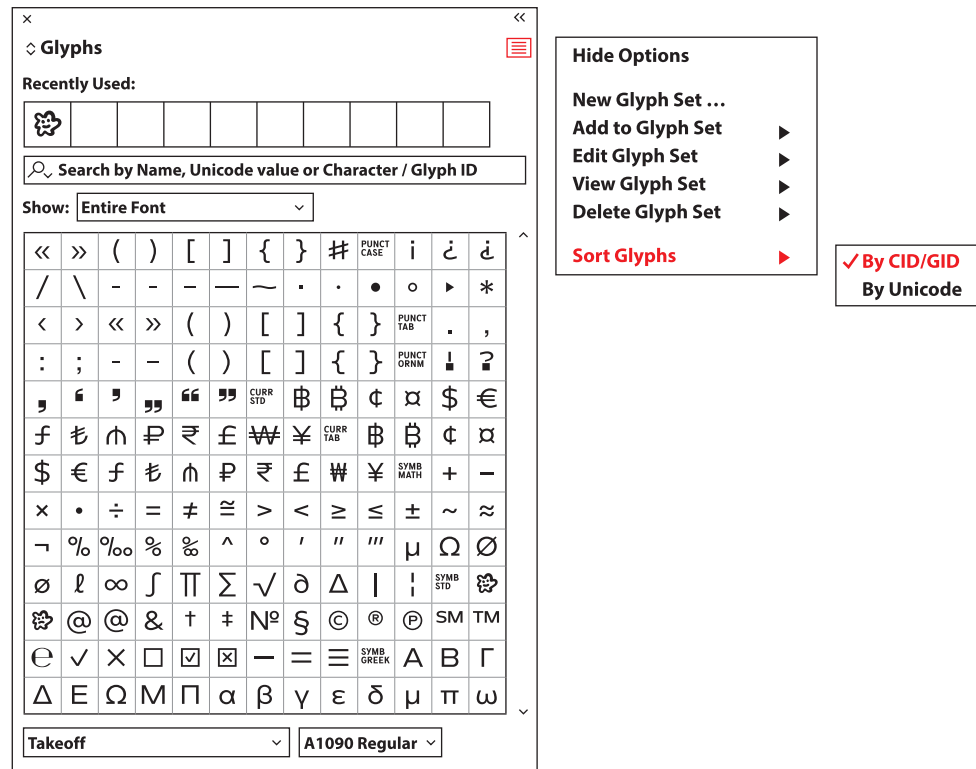 × «
Glyphs
Recently Used:
Search by Name, Unicode value or Character / Glyph ID
Show: Entire Font
« » ( ) [ ] { } # PUNCT CASE ¡ ¿ ¿
/ \ - - – — ~ · · • ° ▸ *
‹ › « » ( ) [ ] { } PUNCT TAB . ,
: ; - – ( ) [ ] { } PUNCT ORNM ! ?
‚ ‘ ’ „ “ ” CURR STD ฿ ₿ ¢ ¤ $ €
ƒ ₺ ₼ ₽ ₹ £ ₩ ¥ CURR TAB ฿ ₿ ¢ ¤
$ € ƒ ₺ ₼ ₽ ₹ £ ₩ ¥ SYMB MATH + −
× • ÷ = ≠ ≅ > < ≥ ≤ ± ~ ≈
¬ % ‰ % ‰ ^ ° ′ ″ ‴ µ Ω Ø
ø ℓ ∞ ∫ ∏ ∑ √ ∂ ∆ | ¦ SYMB STD
@ @ & † ‡ № § © ® ℗ SM TM
℮ ✓ × □ ☑ ☒ — = ≡ SYMB GREEK Α Β Γ
Δ Ε Ω Μ Π α β γ ε δ μ π ω
Takeoff A1090 Regular
Hide Options
New Glyph Set ...
Add to Glyph Set ▶
Edit Glyph Set ▶
View Glyph Set ▶
Delete Glyph Set ▶
Sort Glyphs ▶
✓ By CID/GID
By Unicode